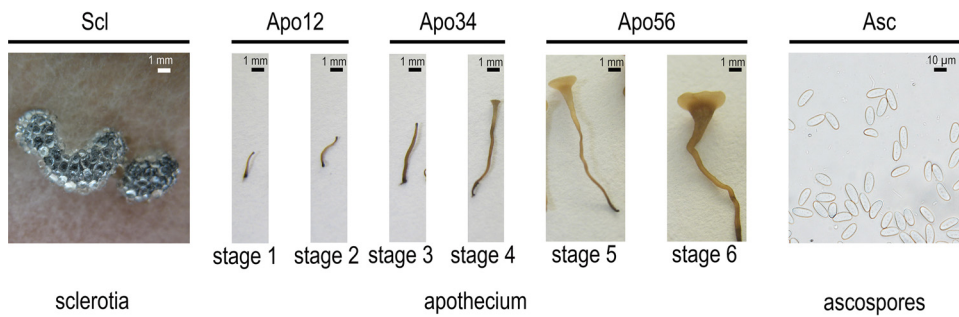 Scl Apo12 Apo34 Apo56 Asc
1 mm 1 mm 1 mm 1 mm 1 mm 1 mm 1 mm 10 µm
stage 1 stage 2 stage 3 stage 4 stage 5 stage 6
sclerotia apothecium ascospores